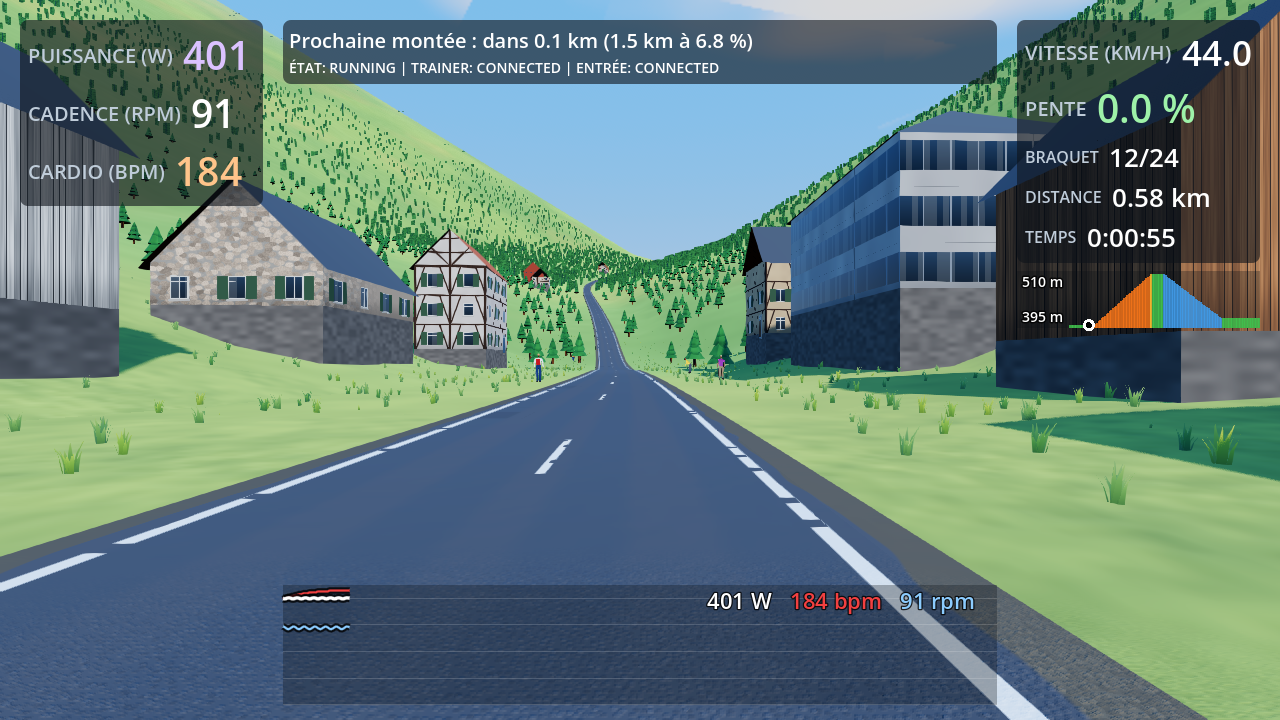 PUISSANCE (W) 401
CADENCE (RPM) 91
CARDIO (BPM) 184
Prochaine montée : dans 0.1 km (1.5 km à 6.8 %)
ÉTAT: RUNNING | TRAINER: CONNECTED | ENTRÉE: CONNECTED
VITESSE (KM/H) 44.0
PENTE 0.0 %
BRAQUET 12/24
DISTANCE 0.58 km
TEMPS 0:00:55
510 m
395 m
401 W 184 bpm 91 rpm